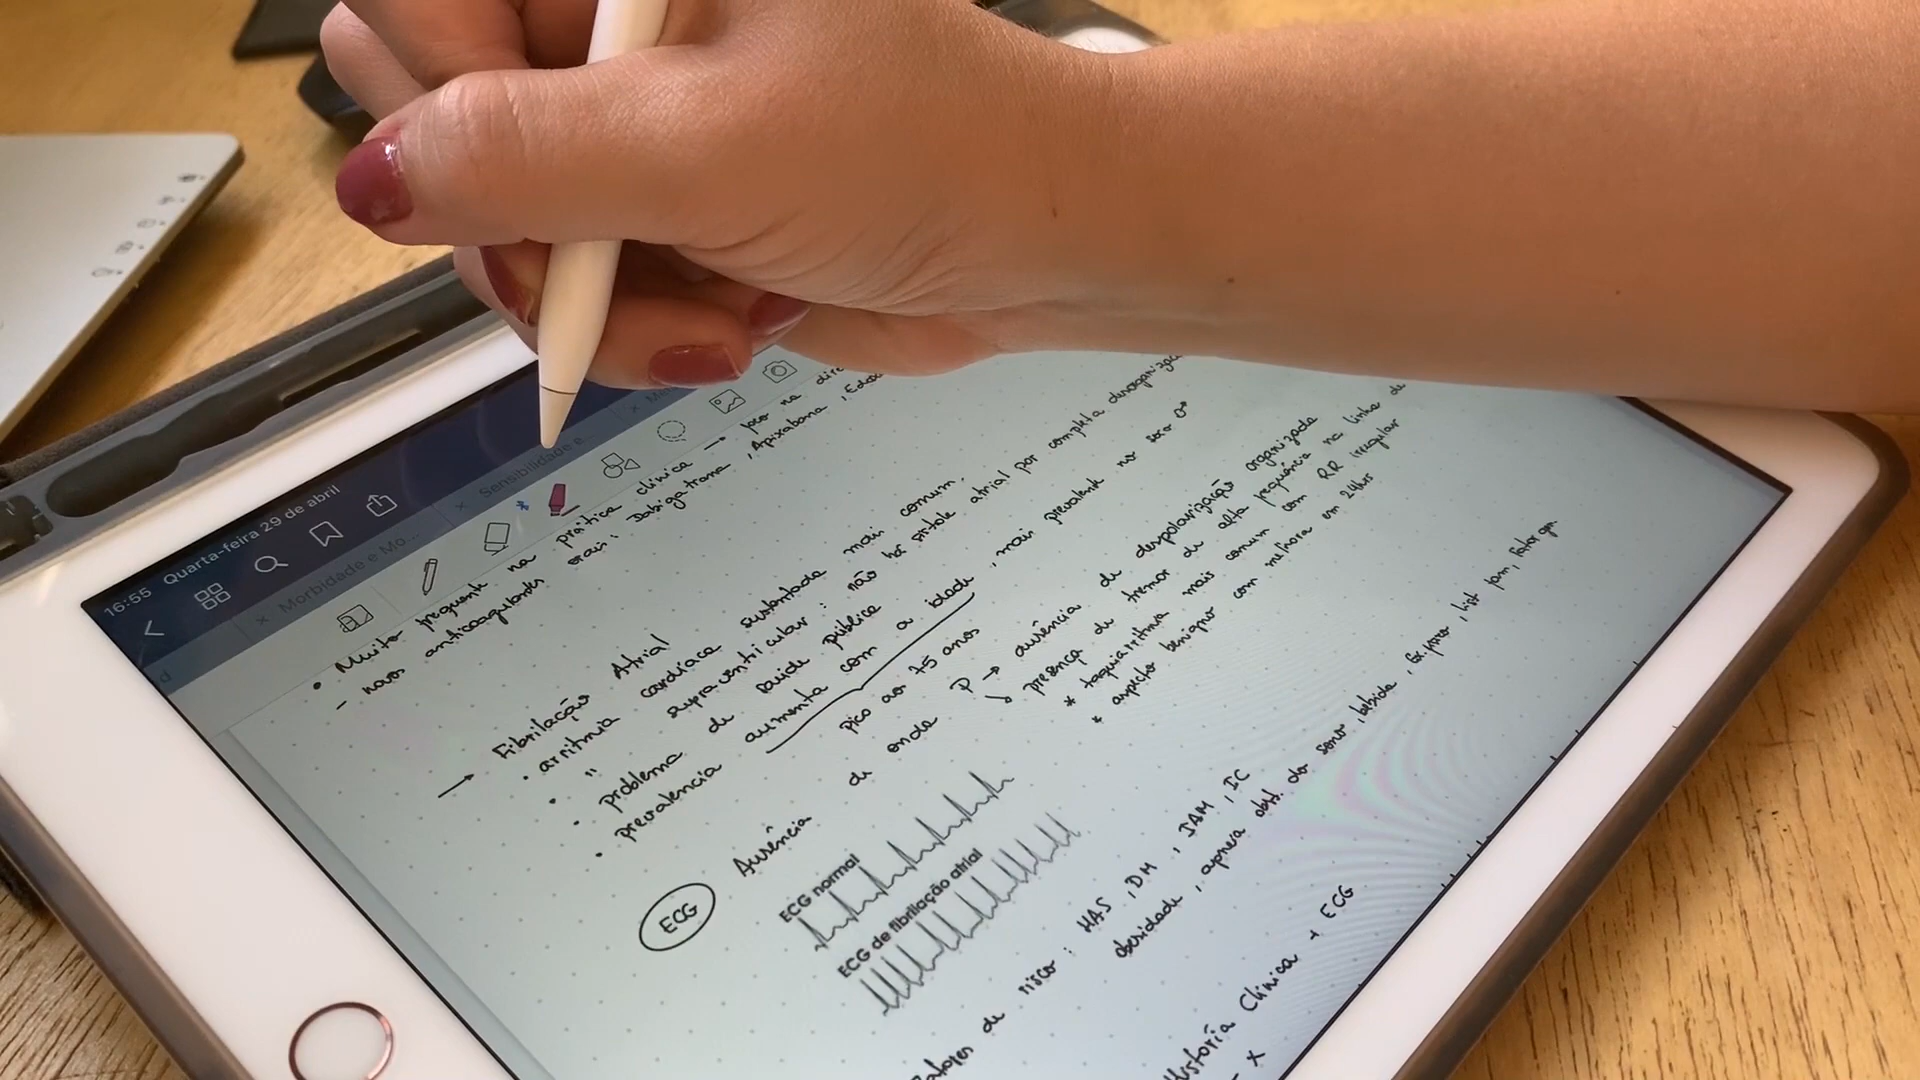 16:55 Quarta-feira 29 de abril
Morbidade e Mo...
Sensibilidade e...
• Muito frequente na prática clínica → foco na
- novos anticoagulantes orais: Dabigatrana, Apixabana,
→ Fibrilação Atrial
• arritmia cardíaca sustentada mais comum.
• " supraventricular: não há sístole atrial por completa
• problema de saúde pública
• prevalencia aumenta com a idade, mais prevalente no sexo ♂
pico aos 75 anos
ECG
Ausência de onda P → ausência de despolarização organizada
↘ presença de tremor de alta frequência na linha de
* taquiarritmia mais comum com RR irregular
* aspecto benigno com melhora em 24hrs
ECG normal
ECG de fibrilação atrial
Fatores de risco: HAS, DM, IAM, IC
obesidade, apneia obst. do sono, bebida,
História Clínica + ECG